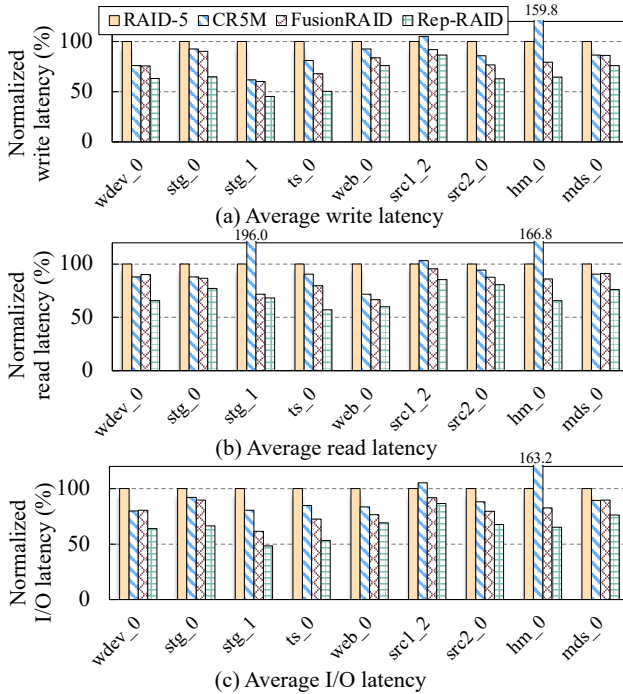 RAID-5 CR5M FusionRAID Rep-RAID
159.8
Normalized
write latency (%)
100
50
0
wdev_0 stg_0 stg_1 ts_0 web_0 src1_2 src2_0 hm_0 mds_0
(a) Average write latency
196.0 166.8
Normalized
read latency (%)
100
50
0
wdev_0 stg_0 stg_1 ts_0 web_0 src1_2 src2_0 hm_0 mds_0
(b) Average read latency
163.2
Normalized
I/O latency (%)
100
50
0
wdev_0 stg_0 stg_1 ts_0 web_0 src1_2 src2_0 hm_0 mds_0
(c) Average I/O latency